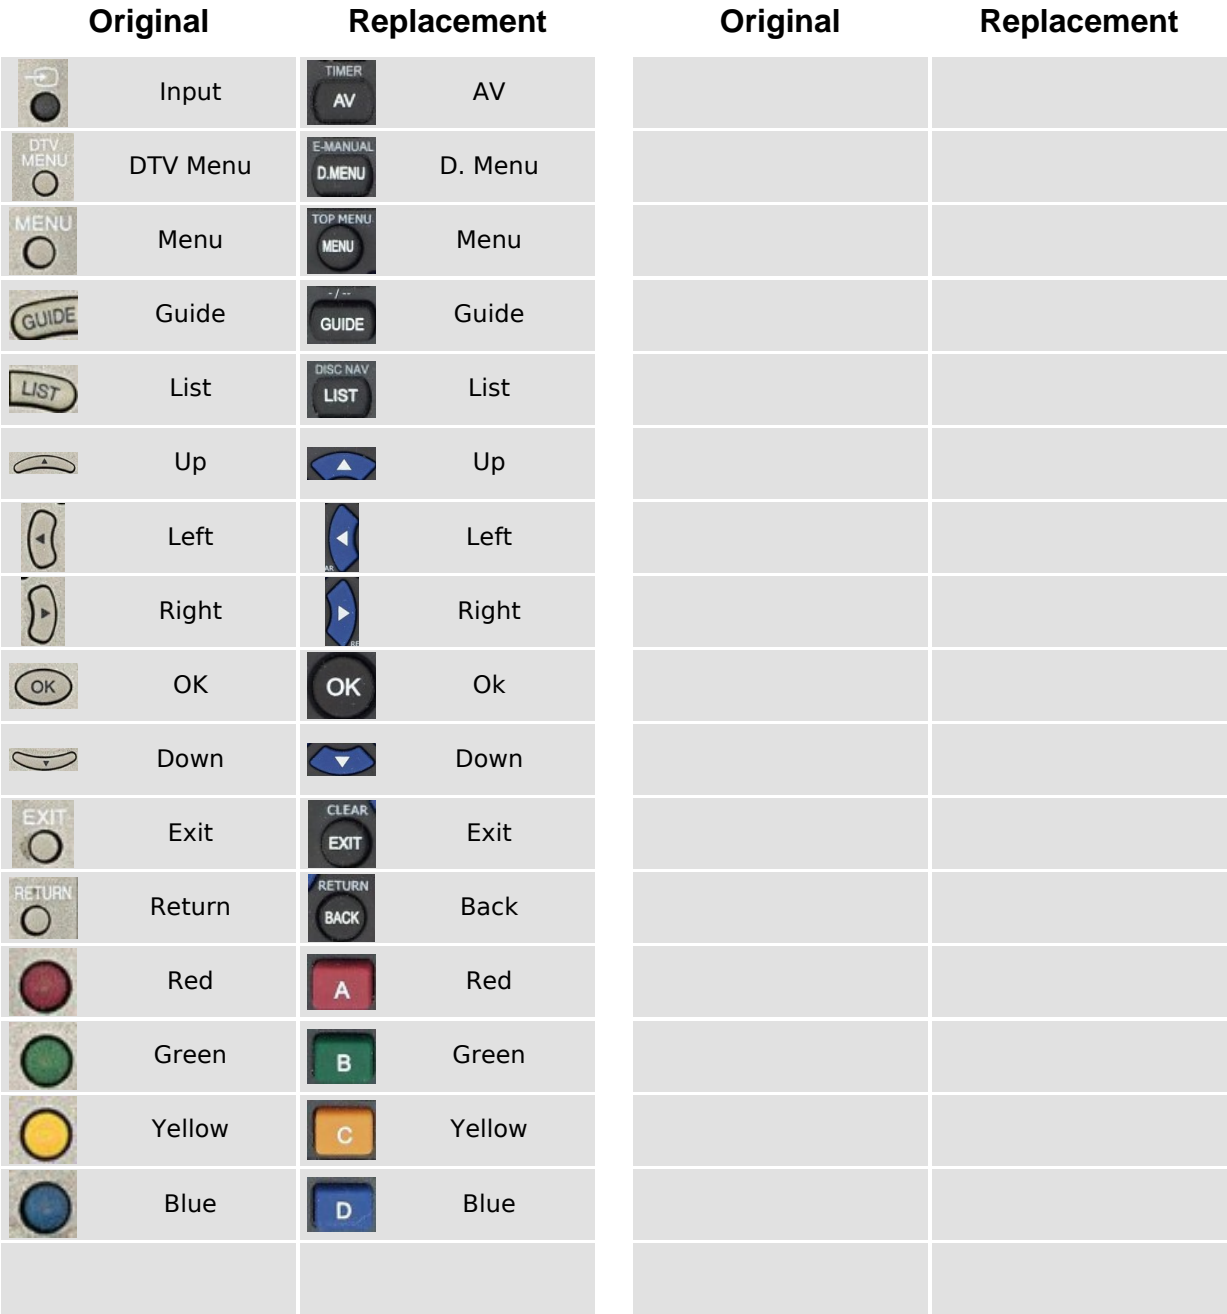 Original Replacement Original Replacement
Input TIMER AV AV
DTV MENU DTV Menu E-MANUAL D.MENU D. Menu
MENU Menu TOP MENU MENU Menu
GUIDE Guide -/-- GUIDE Guide
LIST List DISC NAV LIST List
Up Up
Left AR Left
Right RE Right
OK OK OK Ok
Down Down
EXIT Exit CLEAR EXIT Exit
RETURN Return RETURN BACK Back
Red A Red
Green B Green
Yellow C Yellow
Blue D Blue